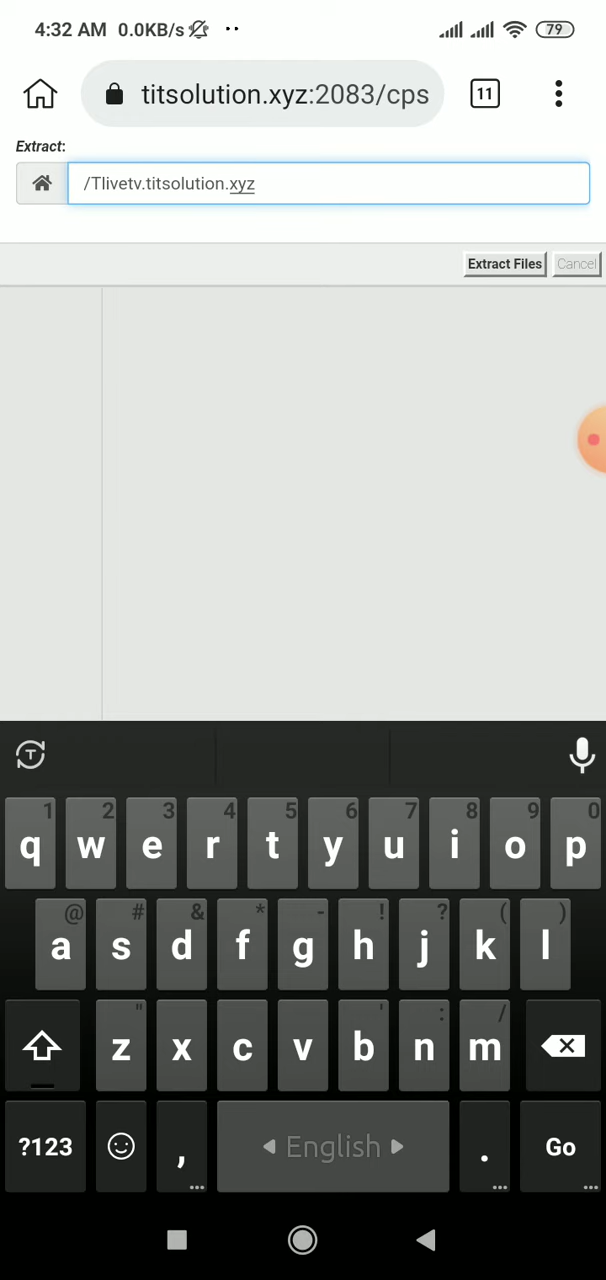 4:32 AM 0.0KB/s 79
titsolution.xyz:2083/cps 11
Extract:
/Tlivetv.titsolution.xyz
Extract Files Cancel
T
1 2 3 4 5 6 7 8 9 0
q w e r t y u i o p
@ # & * - ! ? ( )
a s d f g h j k l
" ' : /
z x c v b n m
?123 , English . Go